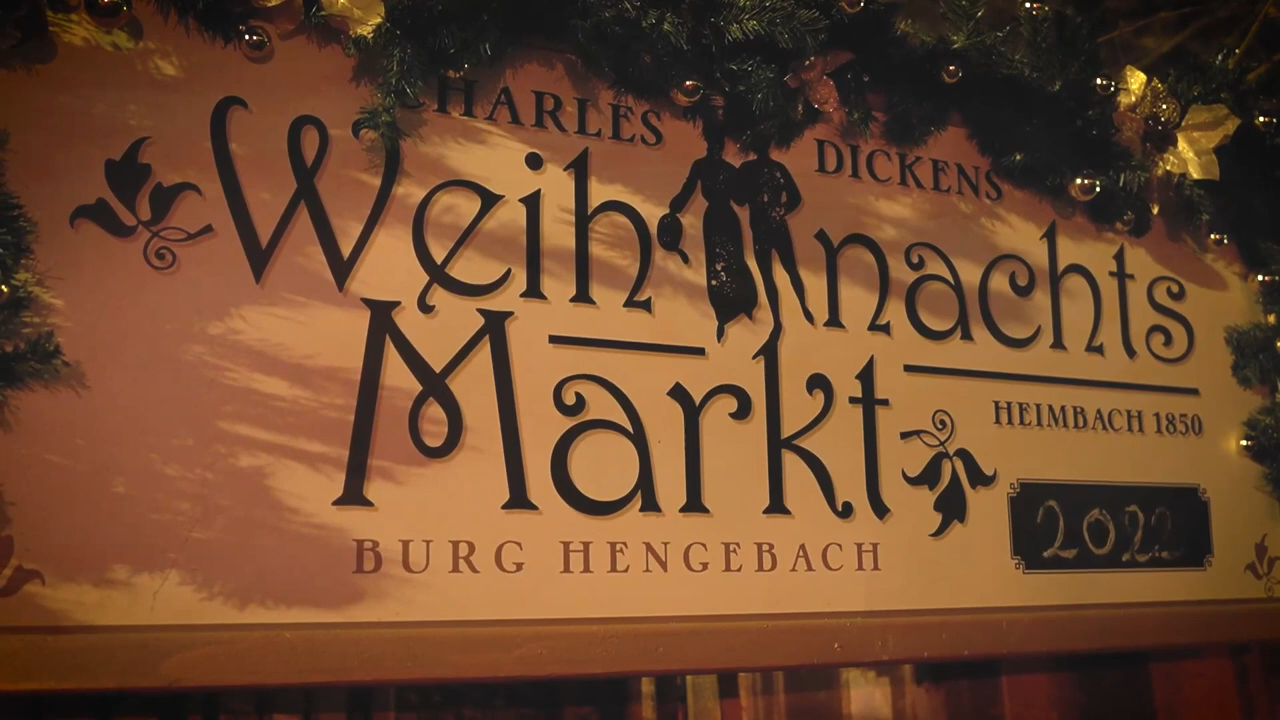 CHARLES DICKENS
Weihnachts
Markt
HEIMBACH 1850
2022
BURG HENGEBACH